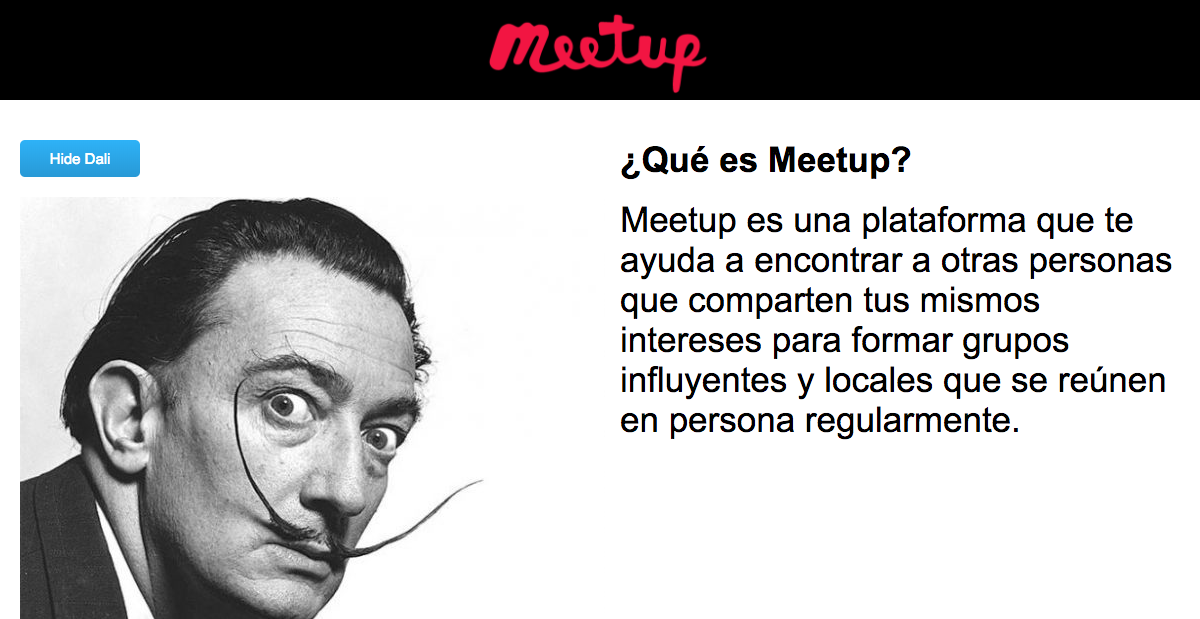 meetup
Hide Dali
¿Qué es Meetup?
Meetup es una plataforma que te
ayuda a encontrar a otras personas
que comparten tus mismos
intereses para formar grupos
influyentes y locales que se reúnen
en persona regularmente.